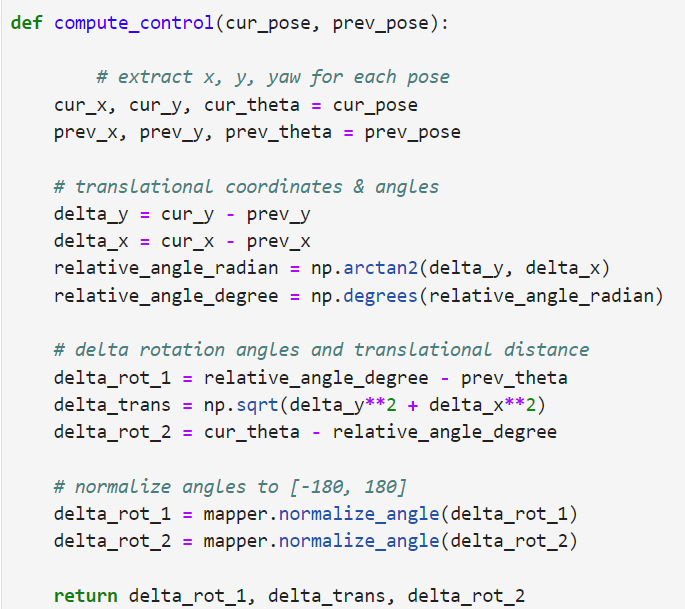 def compute_control(cur_pose, prev_pose):
        # extract x, y, yaw for each pose
    cur_x, cur_y, cur_theta = cur_pose
    prev_x, prev_y, prev_theta = prev_pose
    # translational coordinates & angles
    delta_y = cur_y - prev_y
    delta_x = cur_x - prev_x
    relative_angle_radian = np.arctan2(delta_y, delta_x)
    relative_angle_degree = np.degrees(relative_angle_radian)
    # delta rotation angles and translational distance
    delta_rot_1 = relative_angle_degree - prev_theta
    delta_trans = np.sqrt(delta_y**2 + delta_x**2)
    delta_rot_2 = cur_theta - relative_angle_degree
    # normalize angles to [-180, 180]
    delta_rot_1 = mapper.normalize_angle(delta_rot_1)
    delta_rot_2 = mapper.normalize_angle(delta_rot_2)
    return delta_rot_1, delta_trans, delta_rot_2